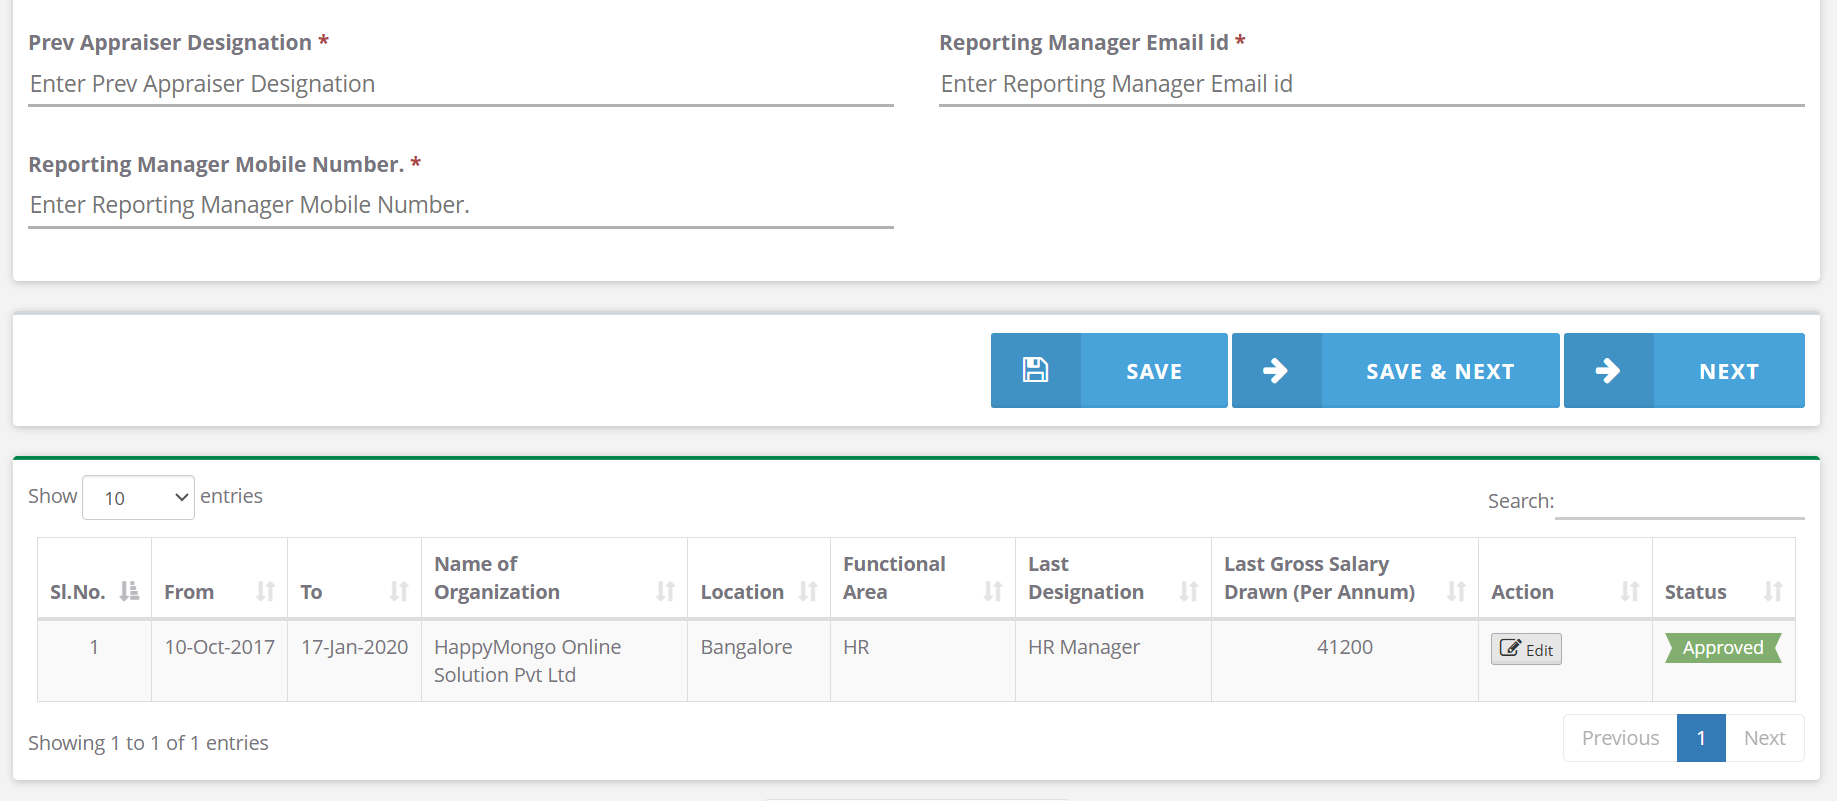 Prev Appraiser Designation *
Reporting Manager Email id *
Enter Prev Appraiser Designation
Enter Reporting Manager Email id
Reporting Manager Mobile Number. *
Enter Reporting Manager Mobile Number.
SAVE
SAVE & NEXT
NEXT
Show 10 entries
Search:
Sl.No.
From
To
Name of
Organization
Location
Functional
Area
Last
Designation
Last Gross Salary
Drawn (Per Annum)
Action
Status
1
10-Oct-2017
17-Jan-2020
HappyMongo Online
Solution Pvt Ltd
Bangalore
HR
HR Manager
41200
Edit
Approved
Showing 1 to 1 of 1 entries
Previous
1
Next